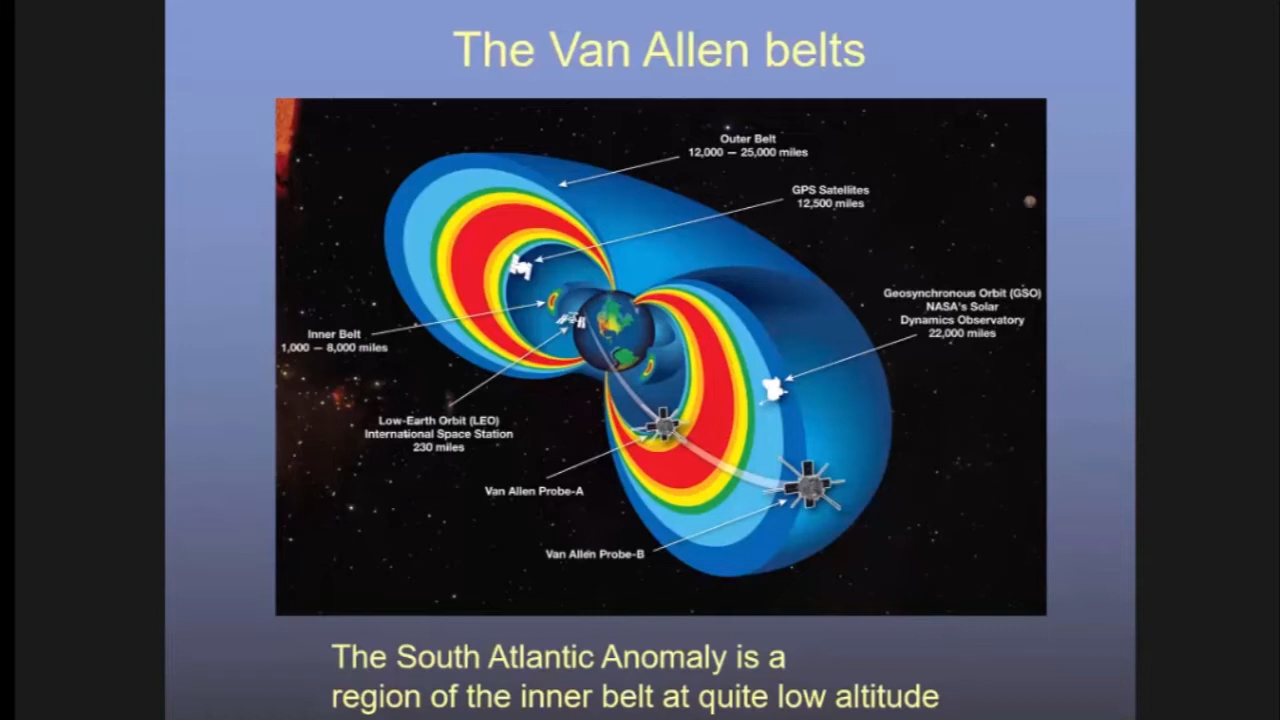 The Van Allen belts
Outer Belt
12,000 — 25,000 miles
GPS Satellites
12,500 miles
Geosynchronous Orbit (GSO)
NASA's Solar
Dynamics Observatory
22,000 miles
Inner Belt
1,000 — 8,000 miles
Low-Earth Orbit (LEO)
International Space Station
230 miles
Van Allen Probe-A
Van Allen Probe-B
The South Atlantic Anomaly is a
region of the inner belt at quite low altitude